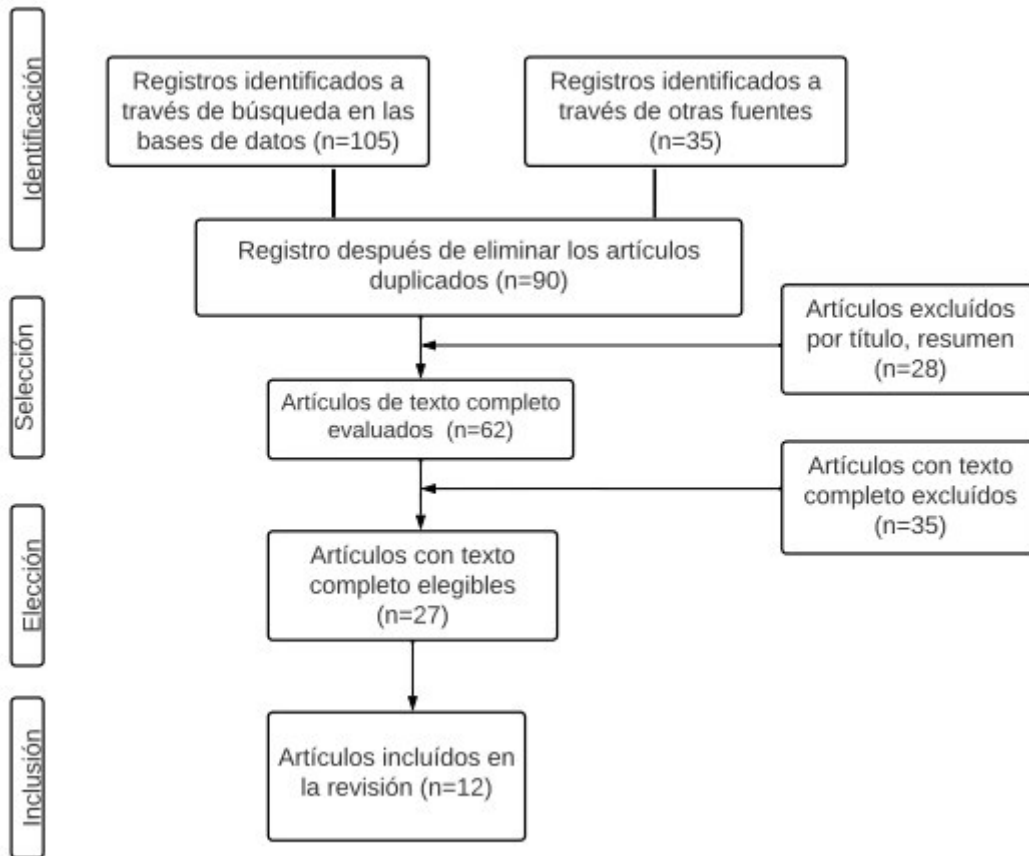 Identificación
Registros identificados a
través de búsqueda en las
bases de datos (n=105)
Registros identificados a
través de otras fuentes
(n=35)
Registro después de eliminar los artículos
duplicados (n=90)
Selección
Artículos excluídos
por título, resumen
(n=28)
Artículos de texto completo
evaluados (n=62)
Artículos con texto
completo excluídos
(n=35)
Elección
Artículos con texto
completo elegibles
(n=27)
Inclusión
Artículos incluídos en
la revisión (n=12)